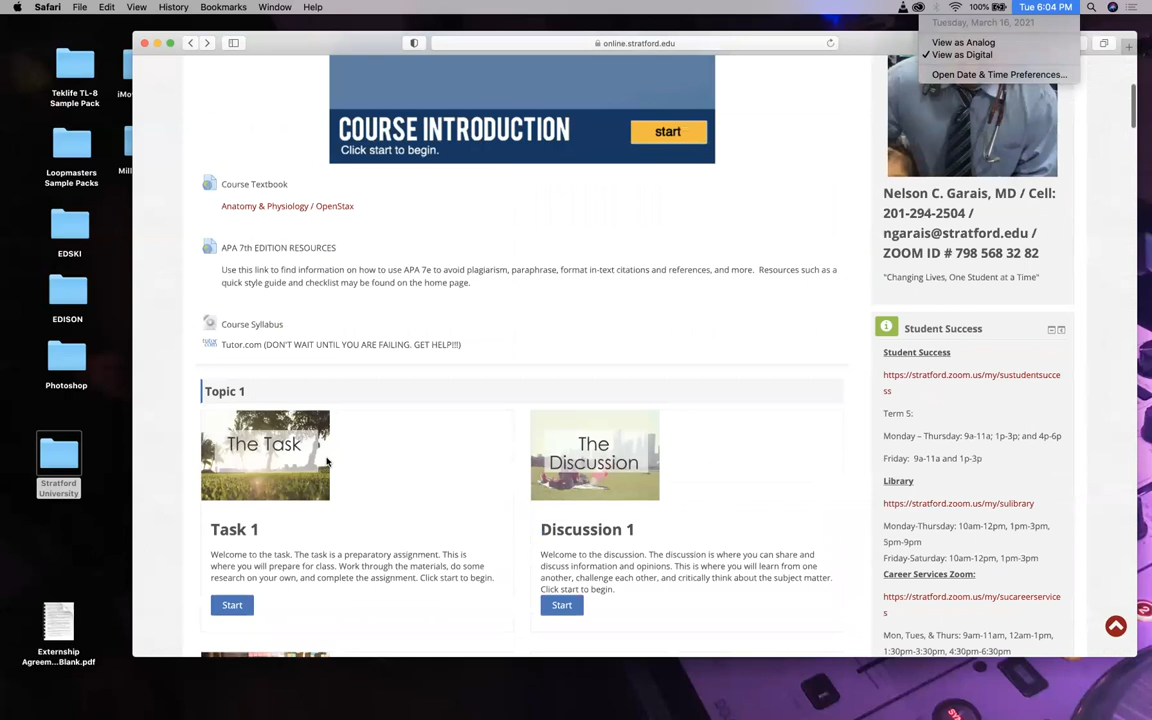 Safari File Edit View History Bookmarks Window Help
100% Tue 6:04 PM
Tuesday, March 16, 2021
View as Analog
✓ View as Digital
Open Date & Time Preferences...
online.stratford.edu
Teklife TL-8
Sample Pack
iMov
Loopmasters
Sample Packs
Mill
EDSKI
EDISON
Photoshop
Stratford
University
Externship
Agreem...Blank.pdf
COURSE INTRODUCTION
Click start to begin.
start
Course Textbook
Anatomy & Physiology / OpenStax
APA 7th EDITION RESOURCES
Use this link to find information on how to use APA 7e to avoid plagiarism, paraphrase, format in-text citations and references, and more. Resources such as a
quick style guide and checklist may be found on the home page.
Course Syllabus
Tutor.com (DON'T WAIT UNTIL YOU ARE FAILING. GET HELP!!!)
Topic 1
The Task
Task 1
Welcome to the task. The task is a preparatory assignment. This is
where you will prepare for class. Work through the materials, do some
research on your own, and complete the assignment. Click start to begin.
Start
The
Discussion
Discussion 1
Welcome to the discussion. The discussion is where you can share and
discuss information and opinions. This is where you will learn from one
another, challenge each other, and critically think about the subject matter.
Click start to begin.
Start
Nelson C. Garais, MD / Cell:
201-294-2504 /
ngarais@stratford.edu /
ZOOM ID # 798 568 32 82
"Changing Lives, One Student at a Time"
Student Success
Student Success
https://stratford.zoom.us/my/sustudentsucce
ss
Term 5:
Monday – Thursday: 9a-11a; 1p-3p; and 4p-6p
Friday: 9a-11a and 1p-3p
Library
https://stratford.zoom.us/my/sulibrary
Monday-Thursday: 10am-12pm, 1pm-3pm,
5pm-9pm
Friday-Saturday: 10am-12pm, 1pm-3pm
Career Services Zoom:
https://stratford.zoom.us/my/sucareerservice
s
Mon, Tues, & Thurs: 9am-11am, 12am-1pm,
1:30pm-3:30pm, 4:30pm-6:30pm